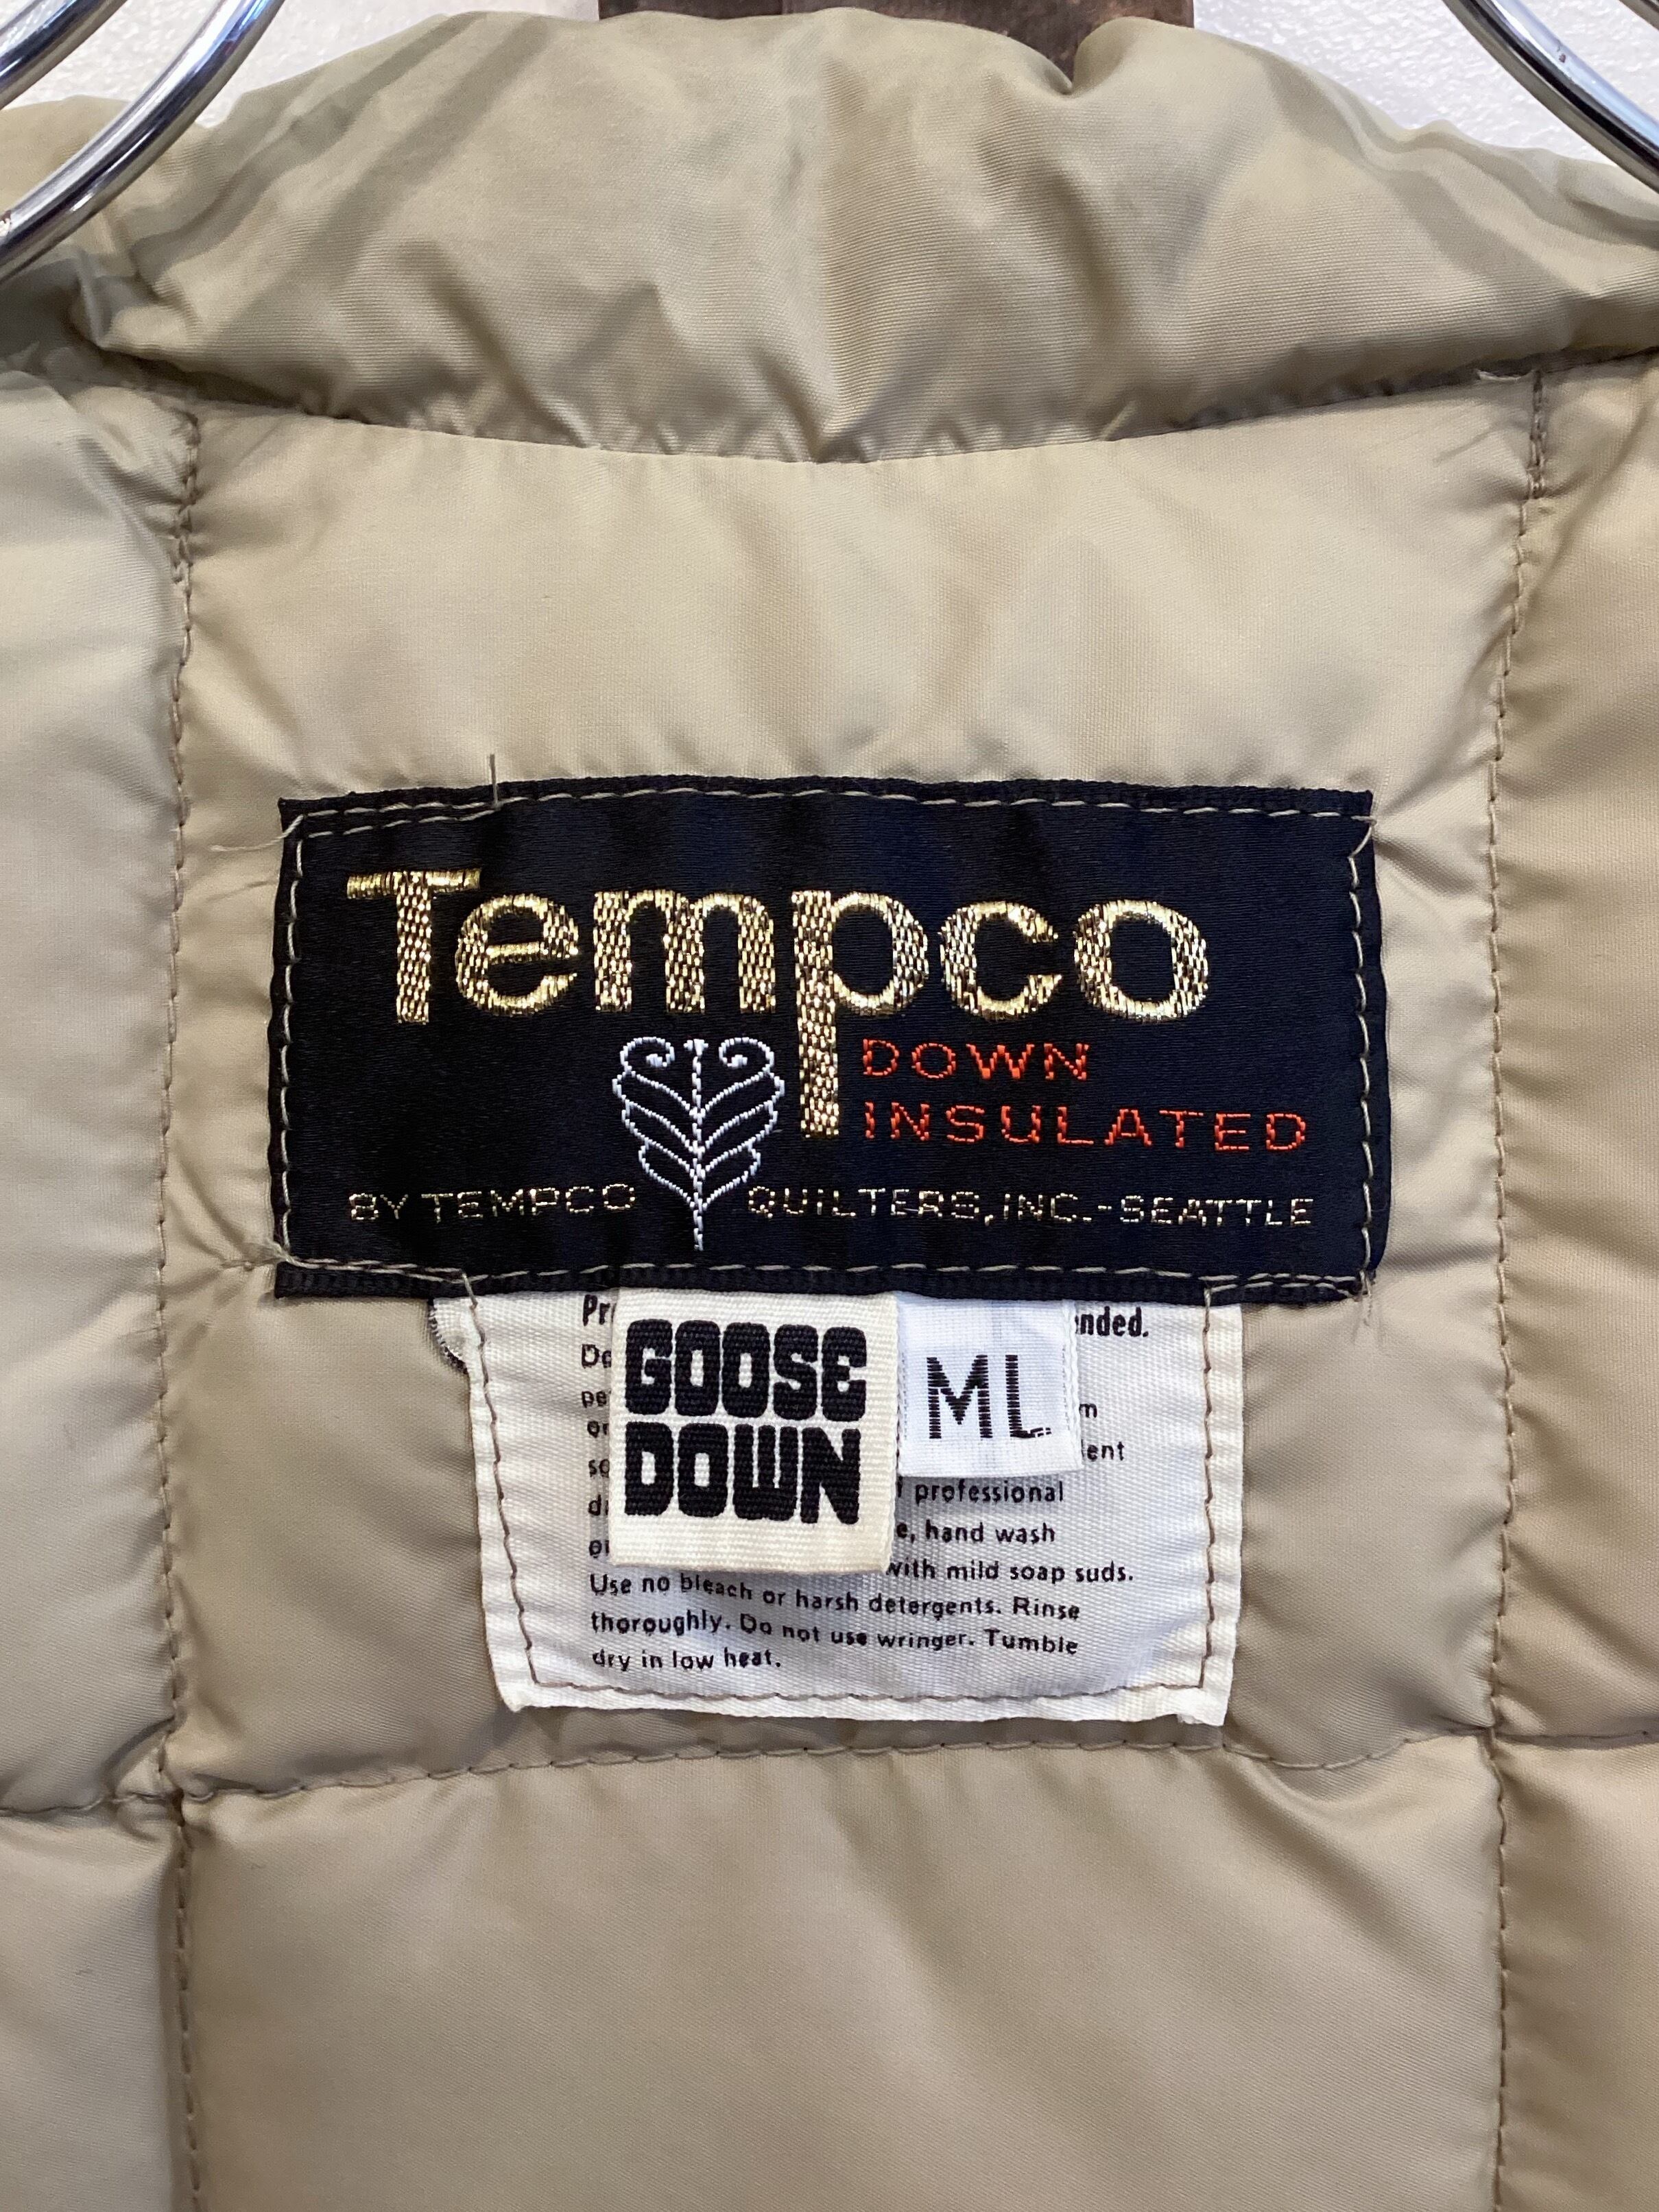 Tempco
DOWN
INSULATED
BY TEMPCO QUILTERS, INC.-SEATTLE
GOOSE
DOWN
ML
professional
hand wash
with mild soap suds.
Use no bleach or harsh detergents. Rinse
thoroughly. Do not use wringer. Tumble
dry in low heat.